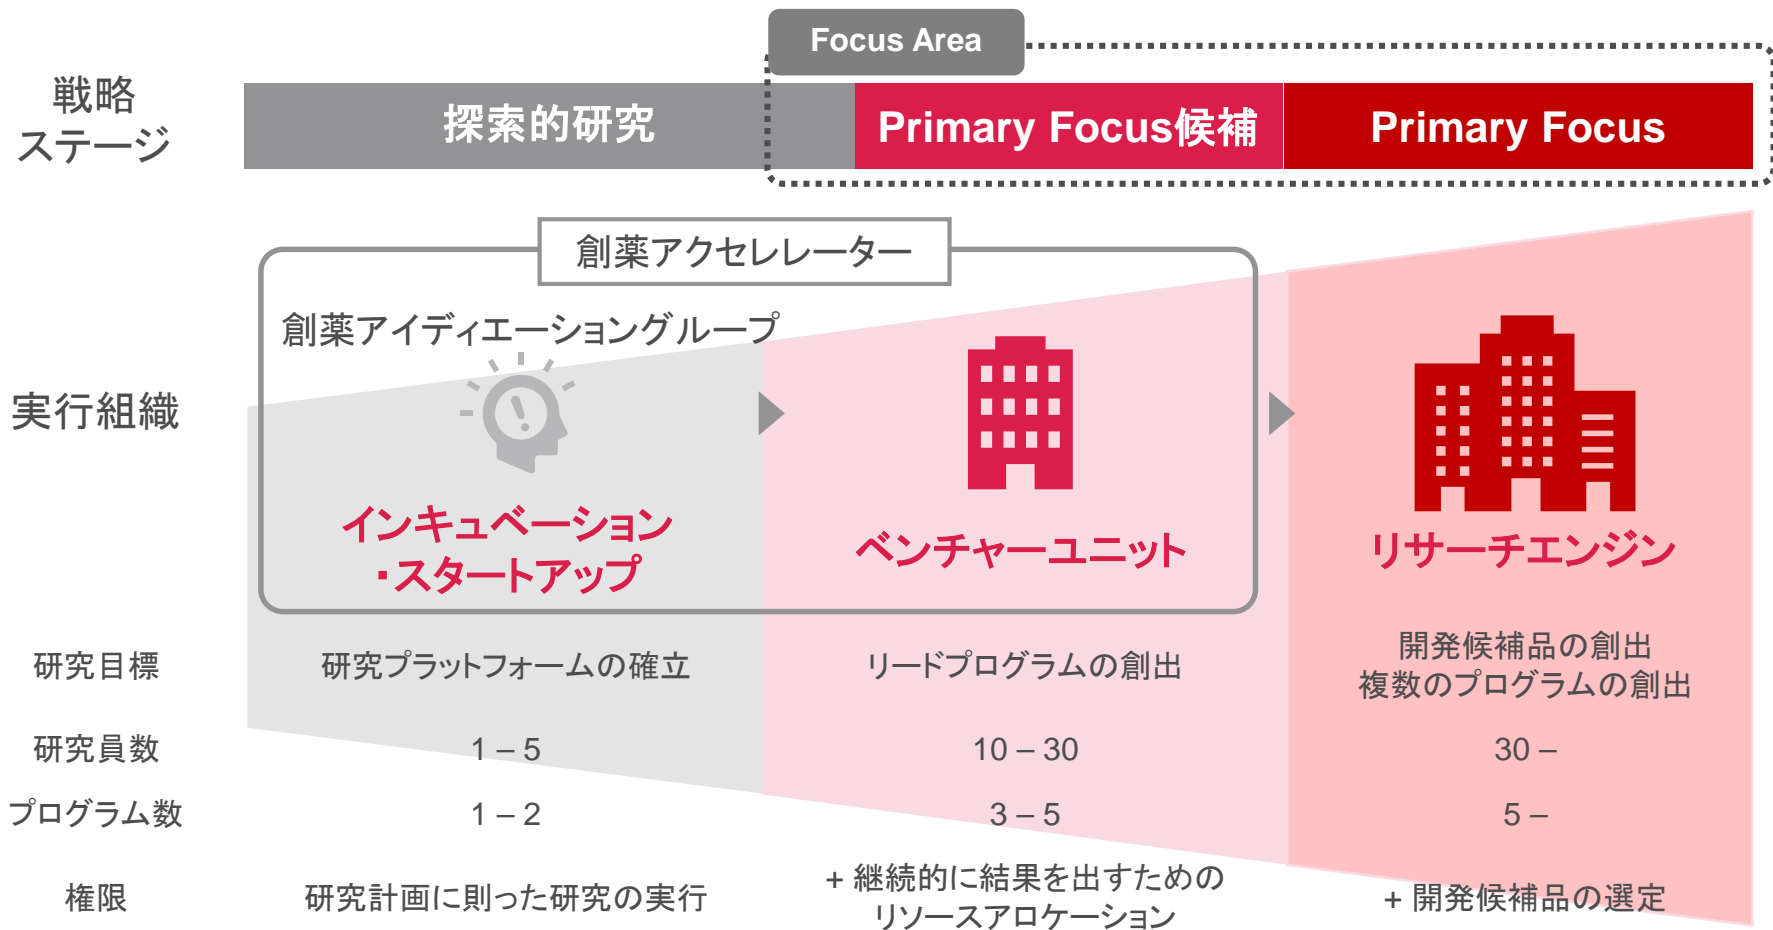 Focus Area
戦略
ステージ
探索的研究
Primary Focus候補
Primary Focus
創薬アクセレレーター
創薬アイディエーショングループ
実行組織
インキュベーション
・スタートアップ
ベンチャーユニット
リサーチエンジン
研究目標
研究プラットフォームの確立
リードプログラムの創出
開発候補品の創出
複数のプログラムの創出
研究員数
1 – 5
10 – 30
30 –
プログラム数
1 – 2
3 – 5
5 –
権限
研究計画に則った研究の実行
+ 継続的に結果を出すための
リソースアロケーション
+ 開発候補品の選定